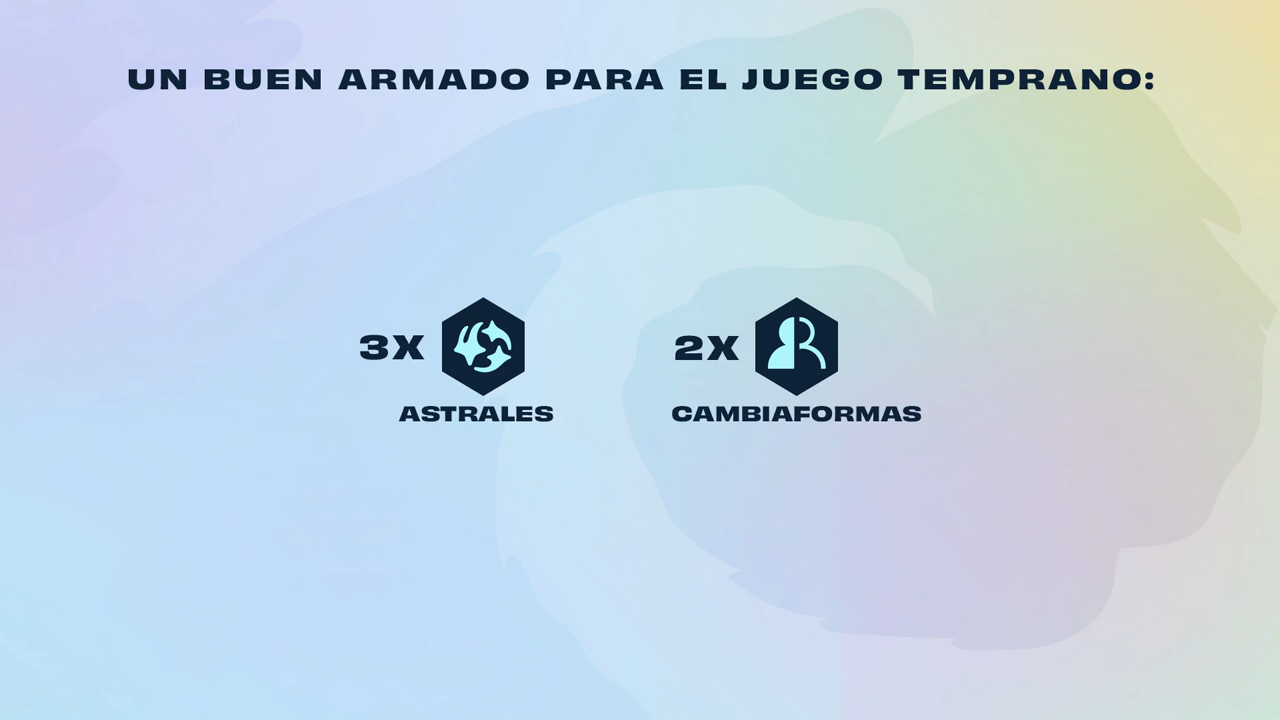 UN BUEN ARMADO PARA EL JUEGO TEMPRANO:
3X
2X
ASTRALES
CAMBIAFORMAS